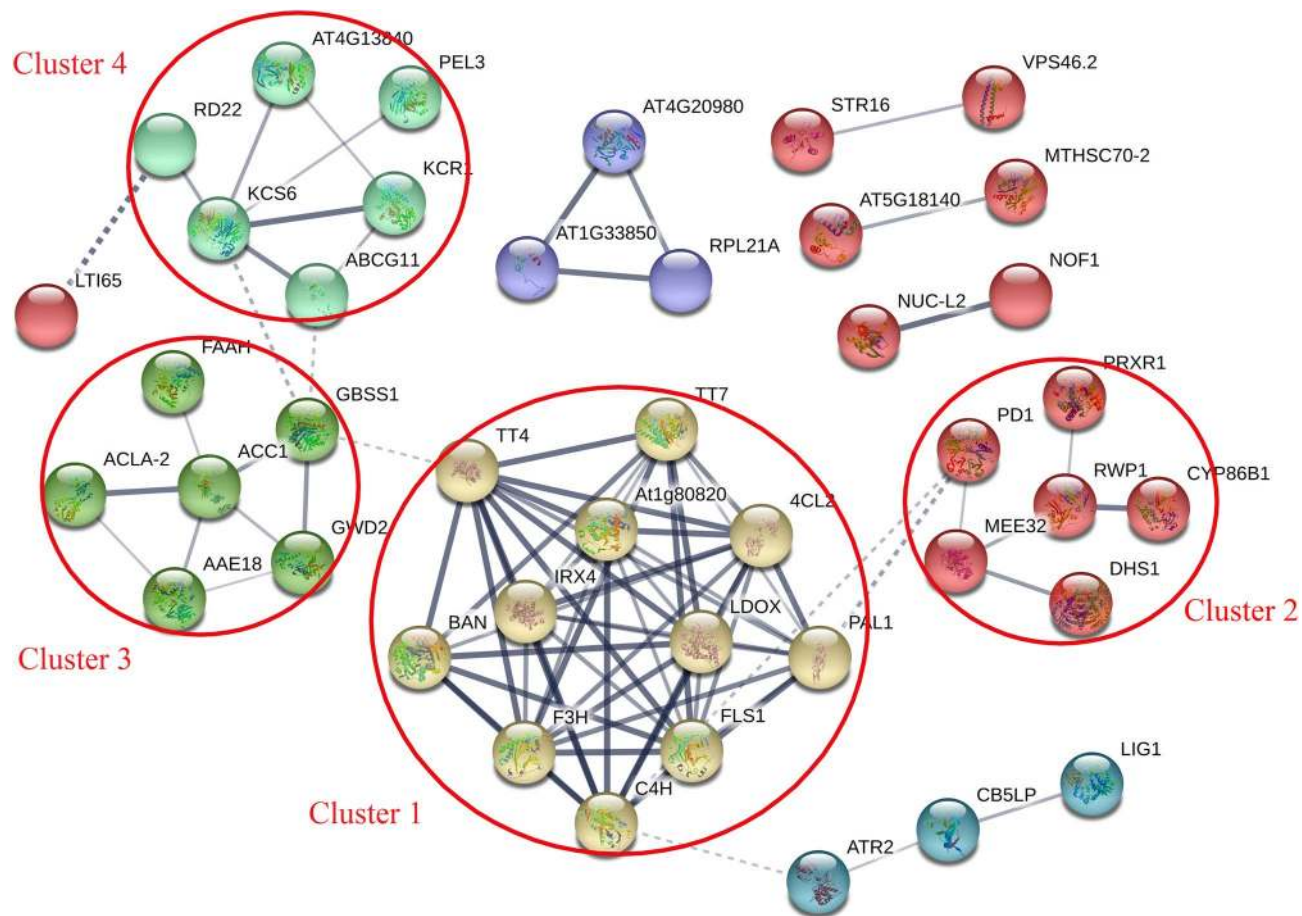 Cluster 4
AT4G13840
PEL3
RD22
KCS6
KCR1
ABCG11
LTI65
AT4G20980
AT1G33850
RPL21A
VPS46.2
STR16
MTHSC70-2
AT5G18140
NOF1
NUC-L2
FAAH
GBSS1
ACLA-2
ACC1
GWD2
AAE18
Cluster 3
TT7
TT4
At1g80820
4CL2
IRX4
LDOX
BAN
PAL1
F3H
FLS1
C4H
Cluster 1
PRXR1
PD1
RWP1
CYP86B1
MEE32
DHS1
Cluster 2
LIG1
CB5LP
ATR2